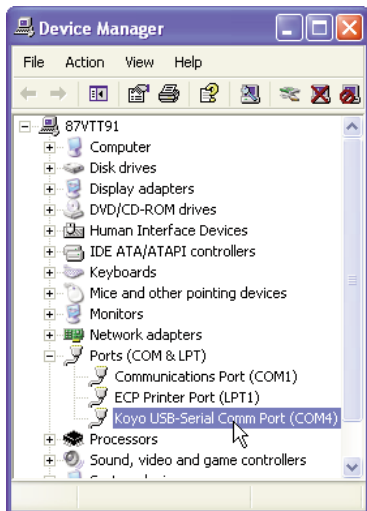 Device Manager
File Action View Help
87VTT91
Computer
Disk drives
Display adapters
DVD/CD-ROM drives
Human Interface Devices
IDE ATA/ATAPI controllers
Keyboards
Mice and other pointing devices
Monitors
Network adapters
Ports (COM & LPT)
Communications Port (COM1)
ECP Printer Port (LPT1)
Koyo USB-Serial Comm Port (COM4)
Processors
Sound, video and game controllers